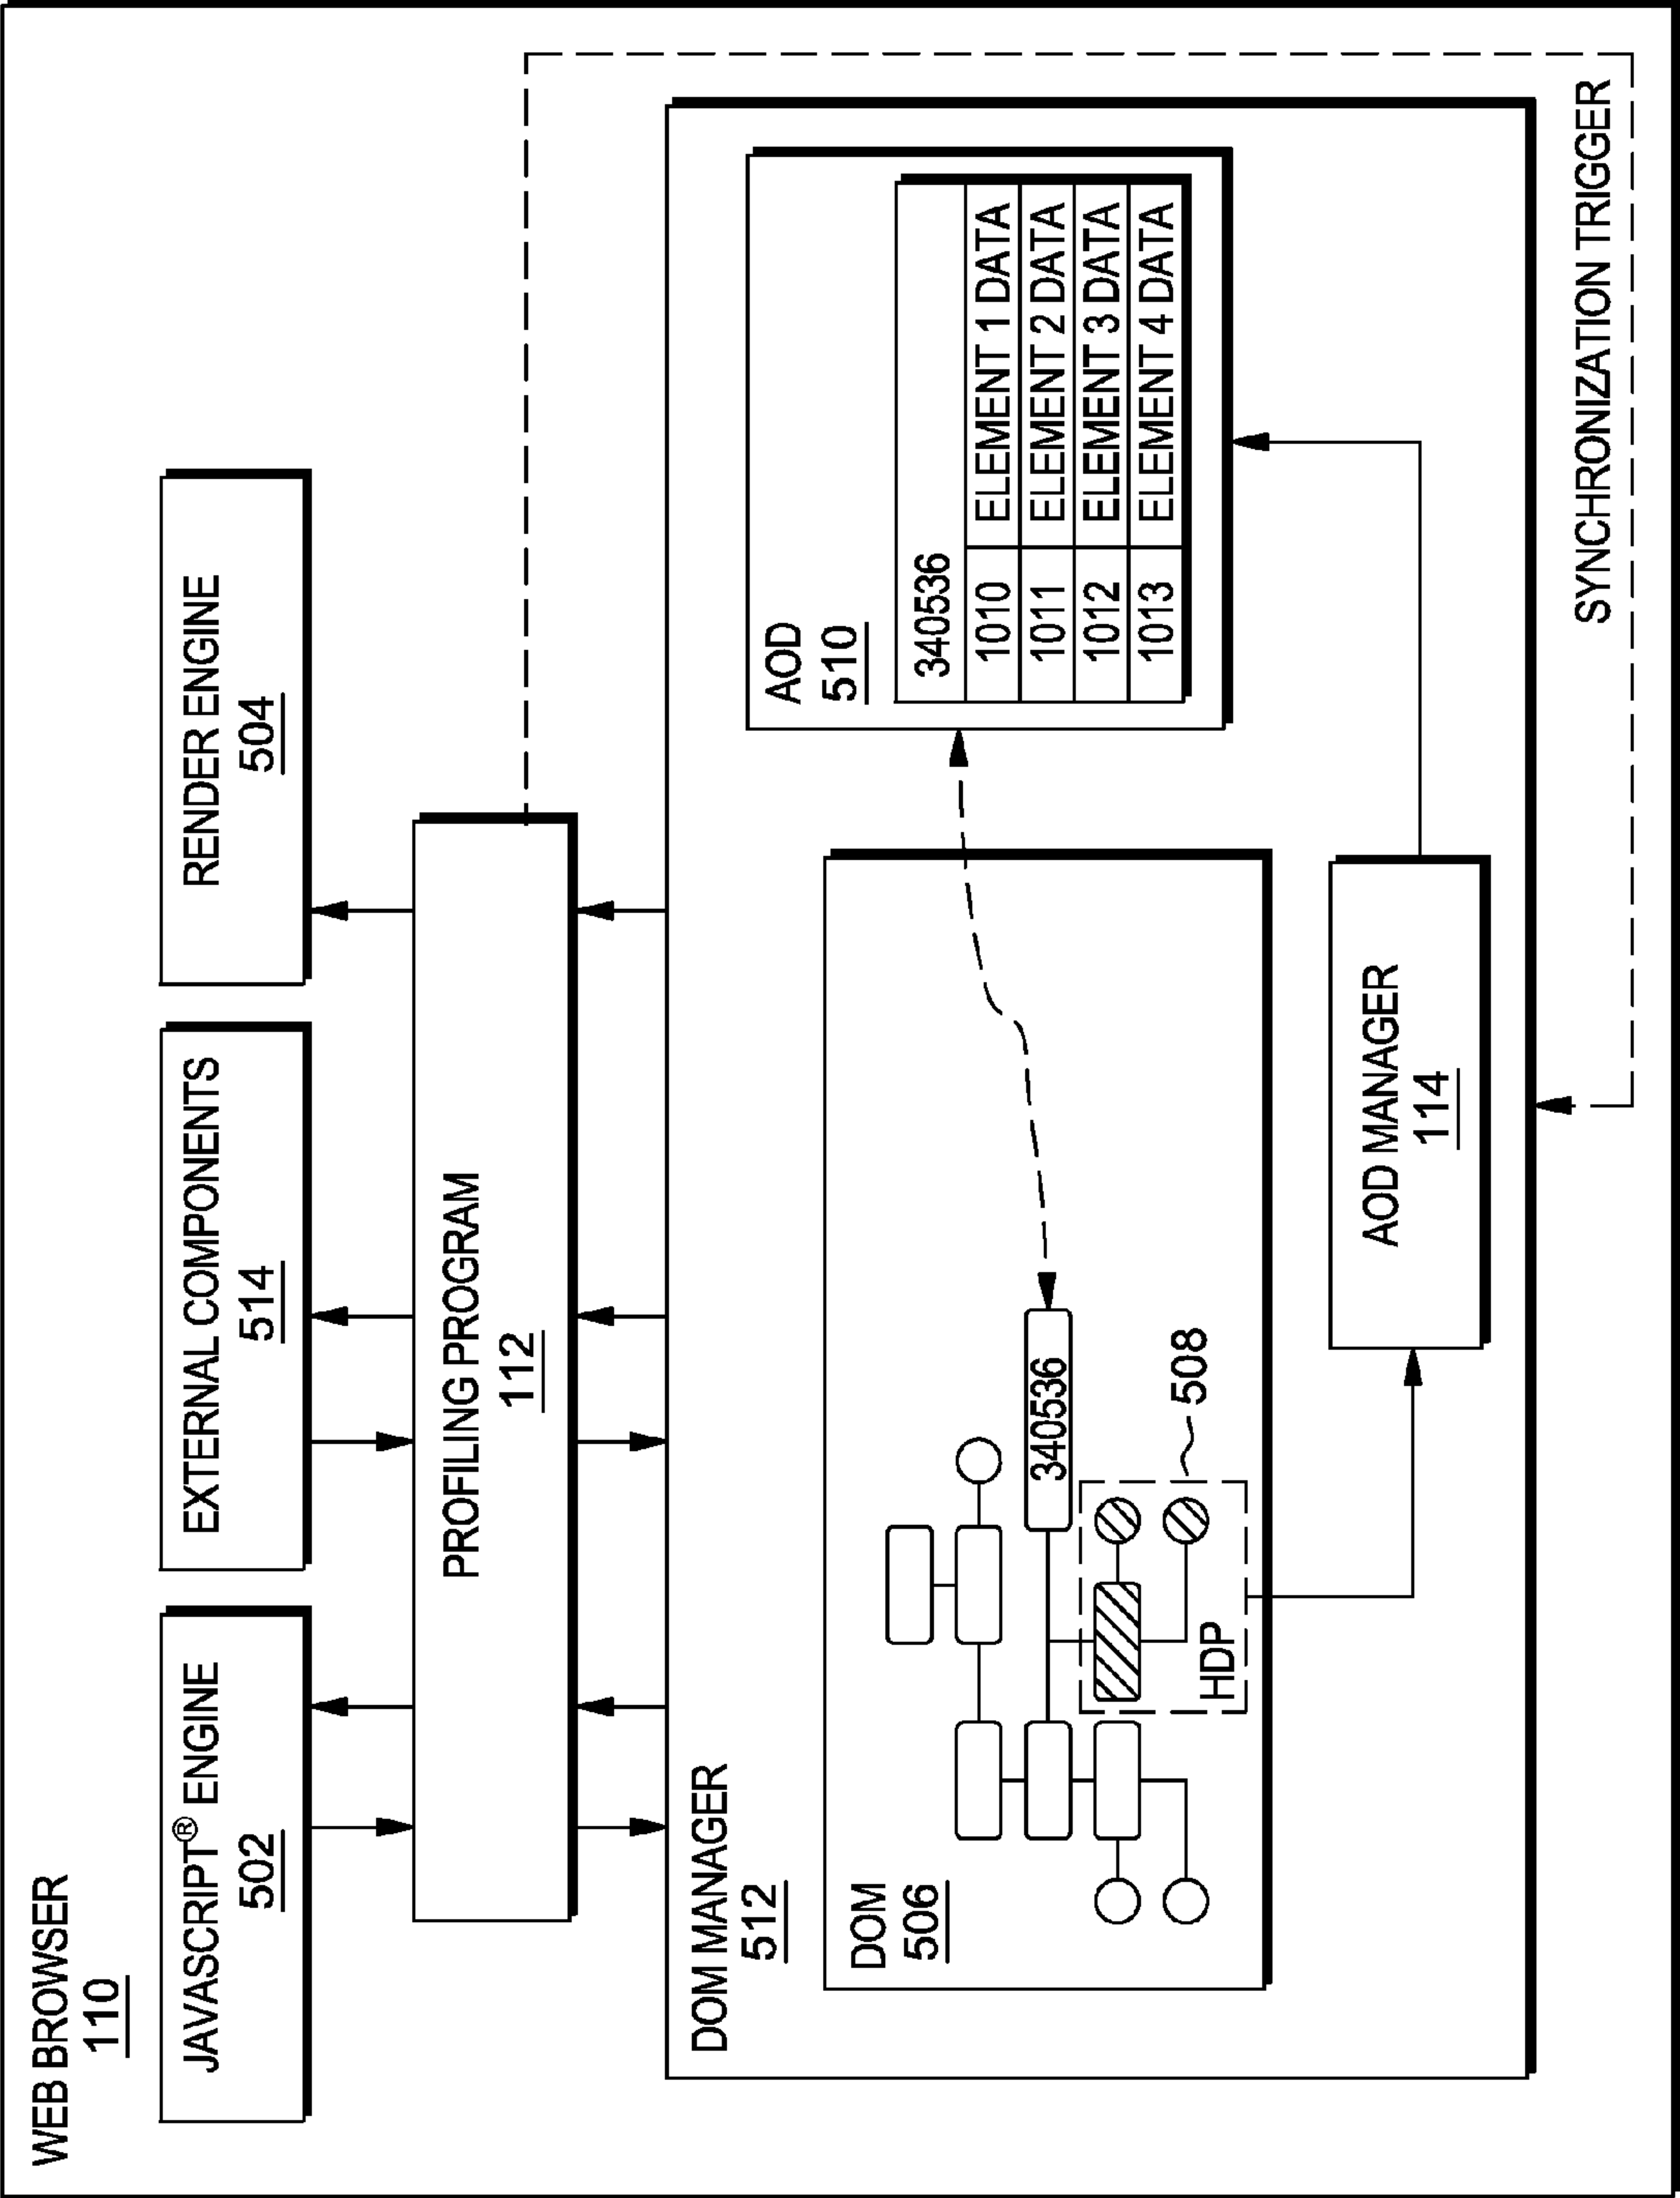 WEB BROWSER
110
JAVASCRIPT® ENGINE
502
EXTERNAL COMPONENTS
514
RENDER ENGINE
504
PROFILING PROGRAM
112
DOM MANAGER
512
DOM
506
340536
HDP
508
AOD
510
340536
1010 ELEMENT 1 DATA
1011 ELEMENT 2 DATA
1012 ELEMENT 3 DATA
1013 ELEMENT 4 DATA
AOD MANAGER
114
SYNCHRONIZATION TRIGGER